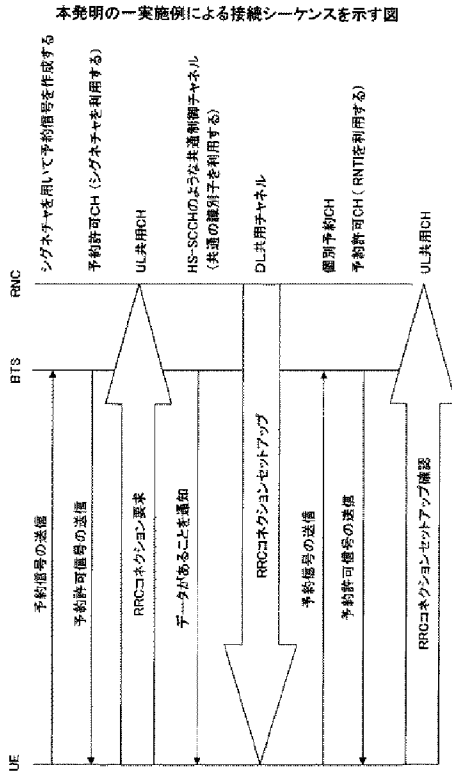 本発明の一実施例による接続シーケンスを示す図
UE
BTS
RNC
予約信号の送信
シグネチャを用いて予約信号を作成する
予約許可信号の送信
予約許可CH (シグネチャを利用する)
RRCコネクション要求
UL共用CH
データがあることを通知
HS-SCCHのような共通制御チャネル
(共通の識別子を利用する)
RRCコネクションセットアップ
DL共用チャネル
予約信号の送信
個別予約CH
予約許可信号の送信
予約許可CH (RNTIを利用する)
RRCコネクションセットアップ確認
UL共用CH